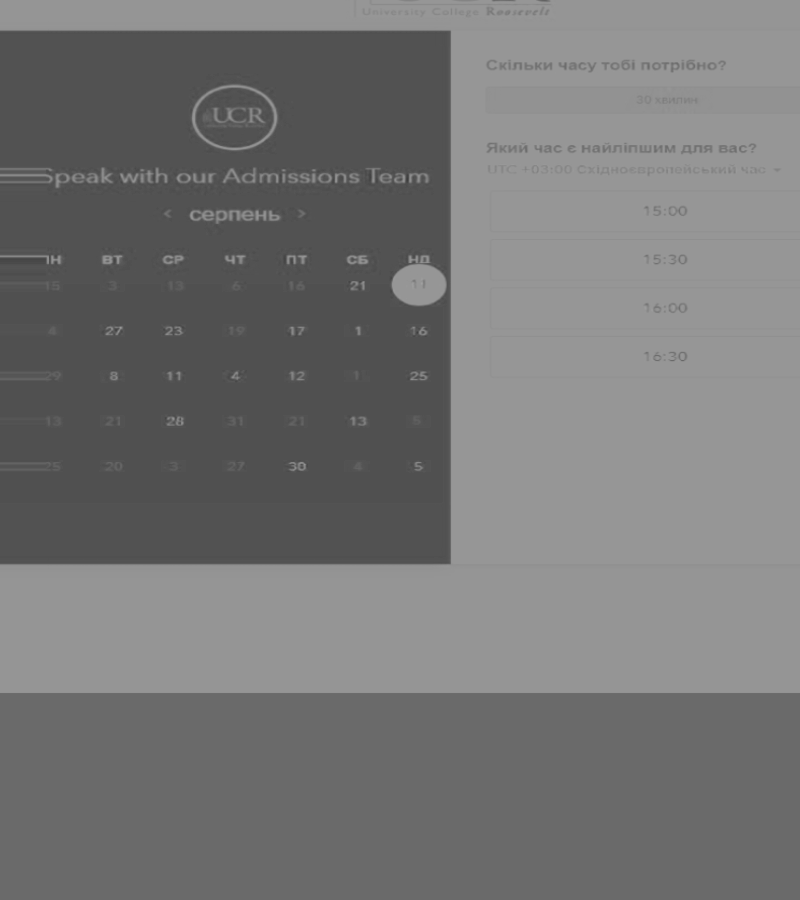 University College Roosevelt
UCR
Speak with our Admissions Team
‹ серпень ›
ВТ СР ЧТ ПТ СБ НД
15 3 13 6 16 21 11
4 27 23 19 17 1 16
29 8 11 4 12 1 25
13 21 28 31 21 13 5
25 20 3 27 30 4 5
Скільки часу тобі потрібно?
30 хвилин
Який час є найліпшим для вас?
UTC +03:00 Східноєвропейський час
15:00
15:30
16:00
16:30